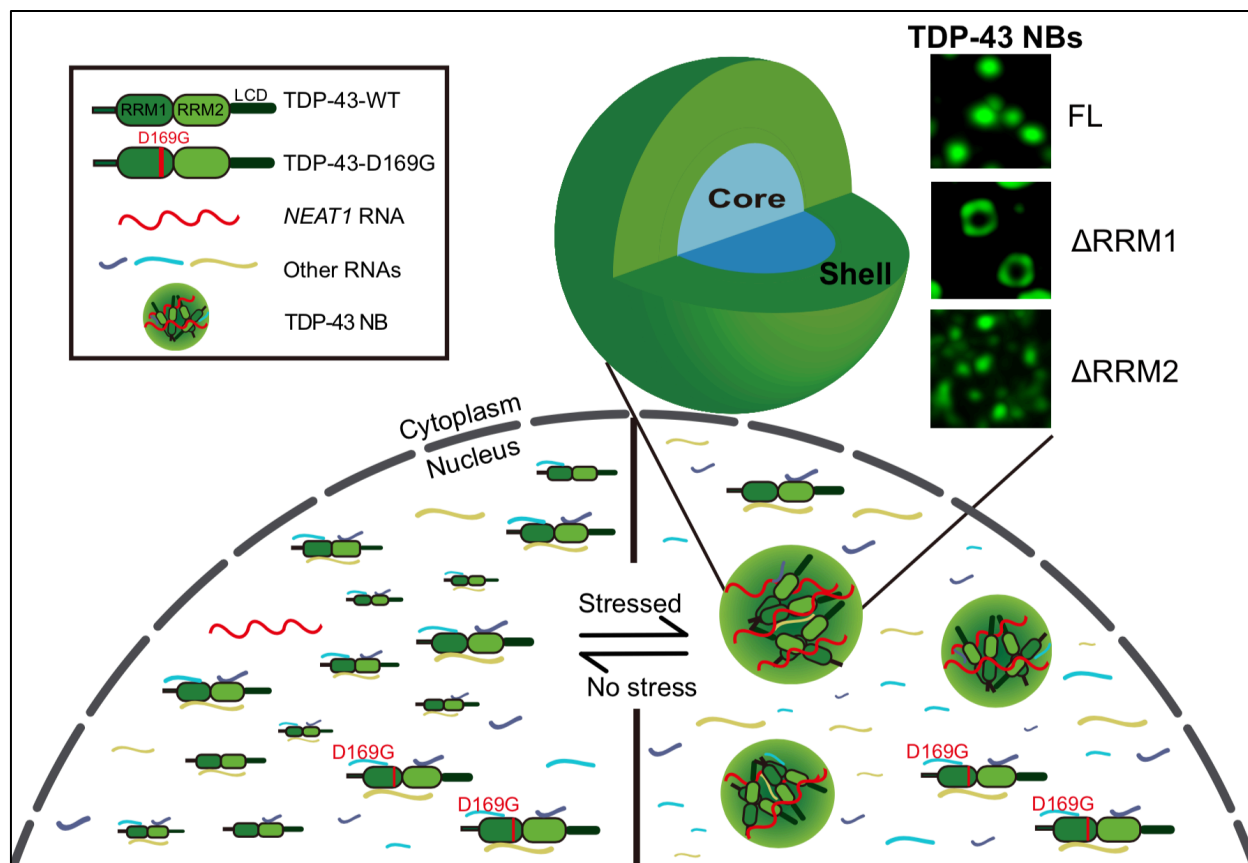 RRM1
RRM2
LCD
TDP-43-WT
D169G
TDP-43-D169G
NEAT1 RNA
Other RNAs
TDP-43 NB
Core
Shell
TDP-43 NBs
FL
ΔRRM1
ΔRRM2
Cytoplasm
Nucleus
Stressed
No stress
D169G
D169G
D169G
D169G